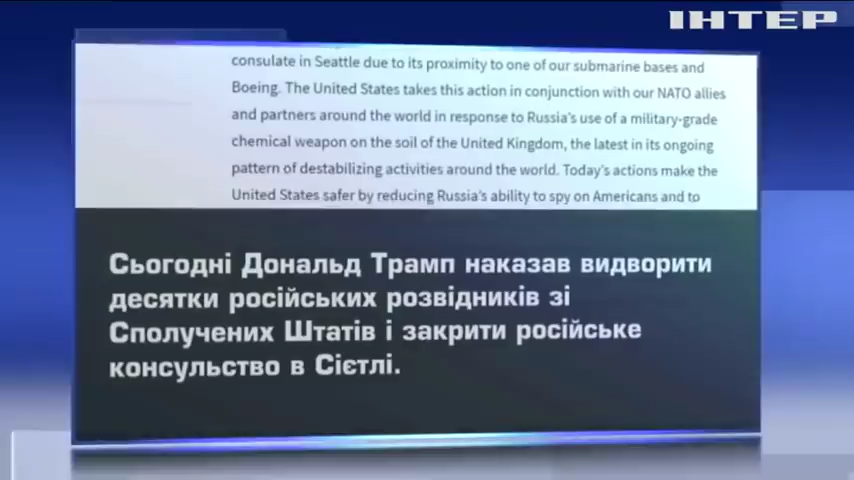 ІНТЕР
consulate in Seattle due to its proximity to one of our submarine bases and
Boeing. The United States takes this action in conjunction with our NATO allies
and partners around the world in response to Russia's use of a military-grade
chemical weapon on the soil of the United Kingdom, the latest in its ongoing
pattern of destabilizing activities around the world. Today's actions make the
United States safer by reducing Russia's ability to spy on Americans and to
Сьогодні Дональд Трамп наказав видворити
десятки російських розвідників зі
Сполучених Штатів і закрити російське
консульство в Сієтлі.